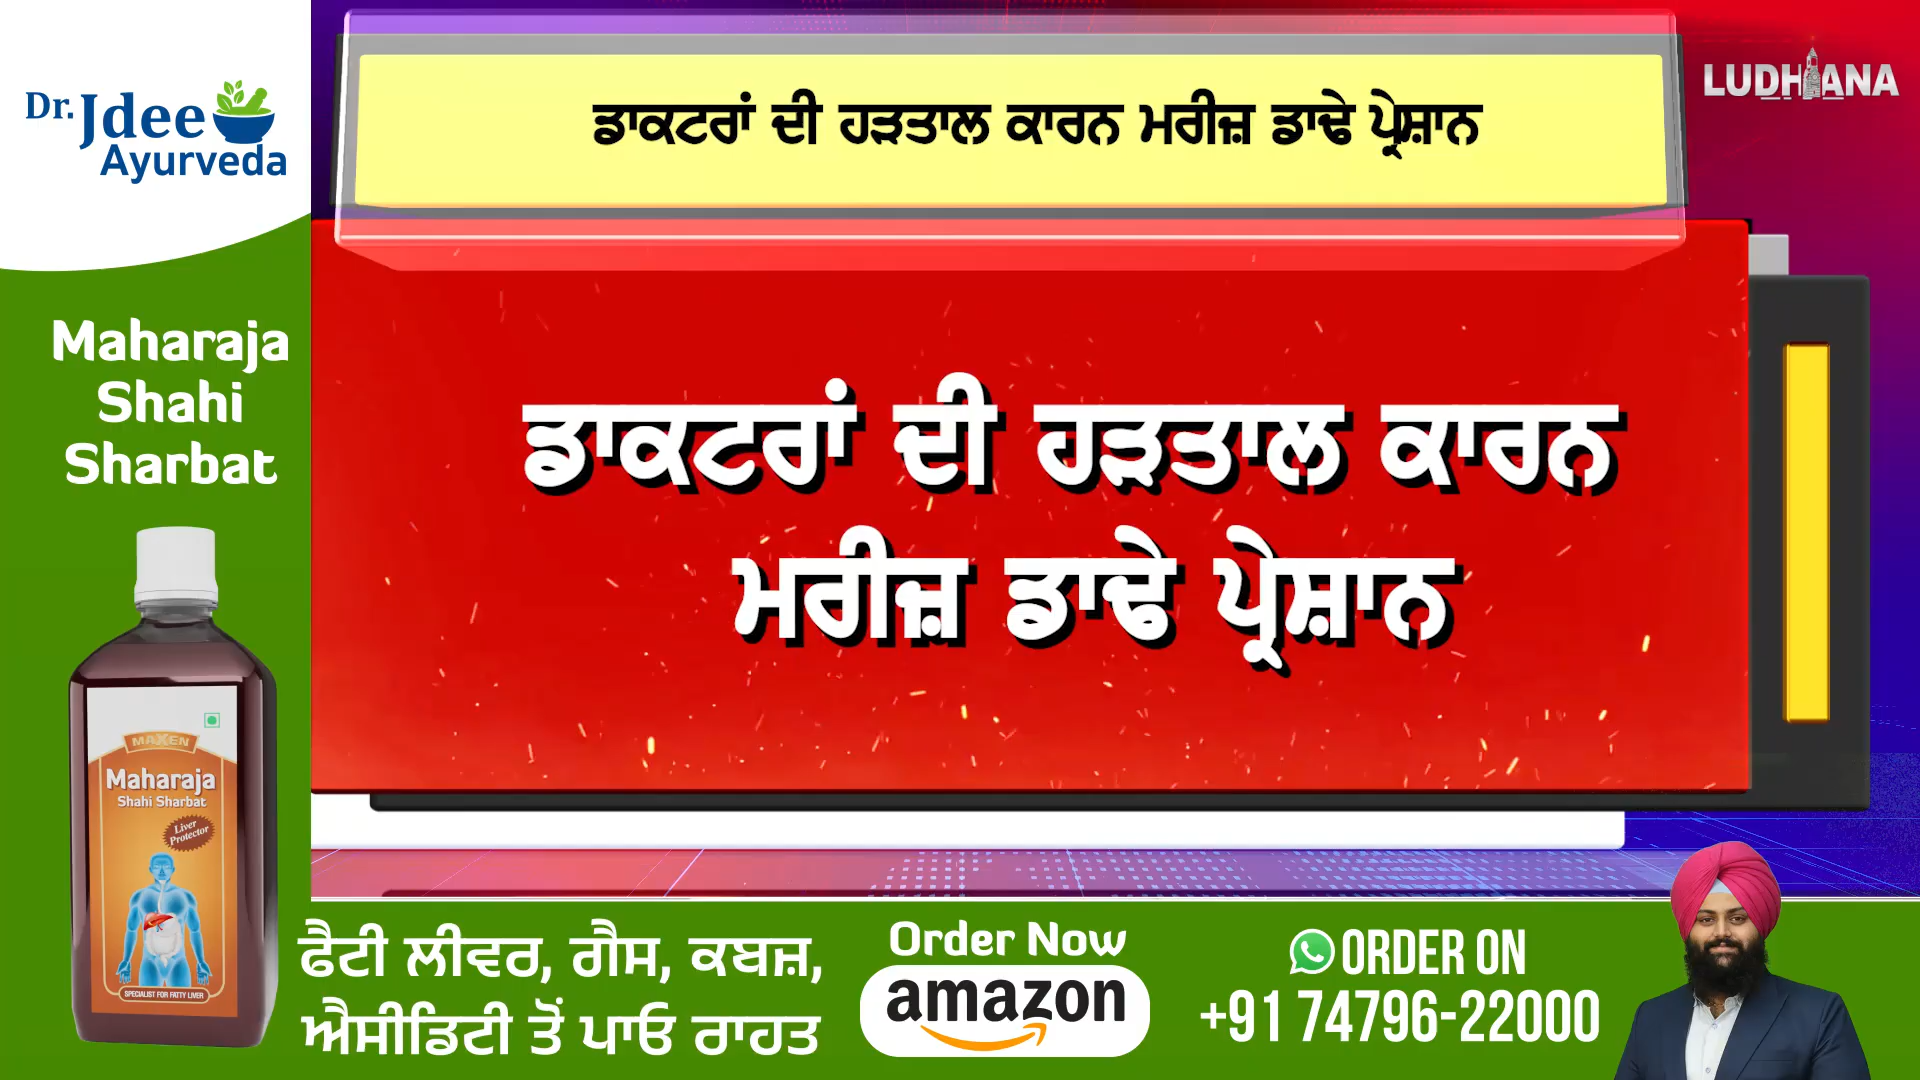 Dr. Jdee
Ayurveda
ਡਾਕਟਰਾਂ ਦੀ ਹੜਤਾਲ ਕਾਰਨ ਮਰੀਜ਼ ਡਾਢੇ ਪ੍ਰੇਸ਼ਾਨ
LUDHIANA
Maharaja
Shahi
Sharbat
ਡਾਕਟਰਾਂ ਦੀ ਹੜਤਾਲ ਕਾਰਨ
ਮਰੀਜ਼ ਡਾਢੇ ਪ੍ਰੇਸ਼ਾਨ
MAXEN
Maharaja
Shahi Sharbat
Liver
Protector
SPECIALIST FOR FATTY LIVER
ਫੈਟੀ ਲੀਵਰ, ਗੈਸ, ਕਬਜ਼,
ਐਸੀਡਿਟੀ ਤੋਂ ਪਾਓ ਰਾਹਤ
Order Now
amazon
ORDER ON
+91 74796-22000